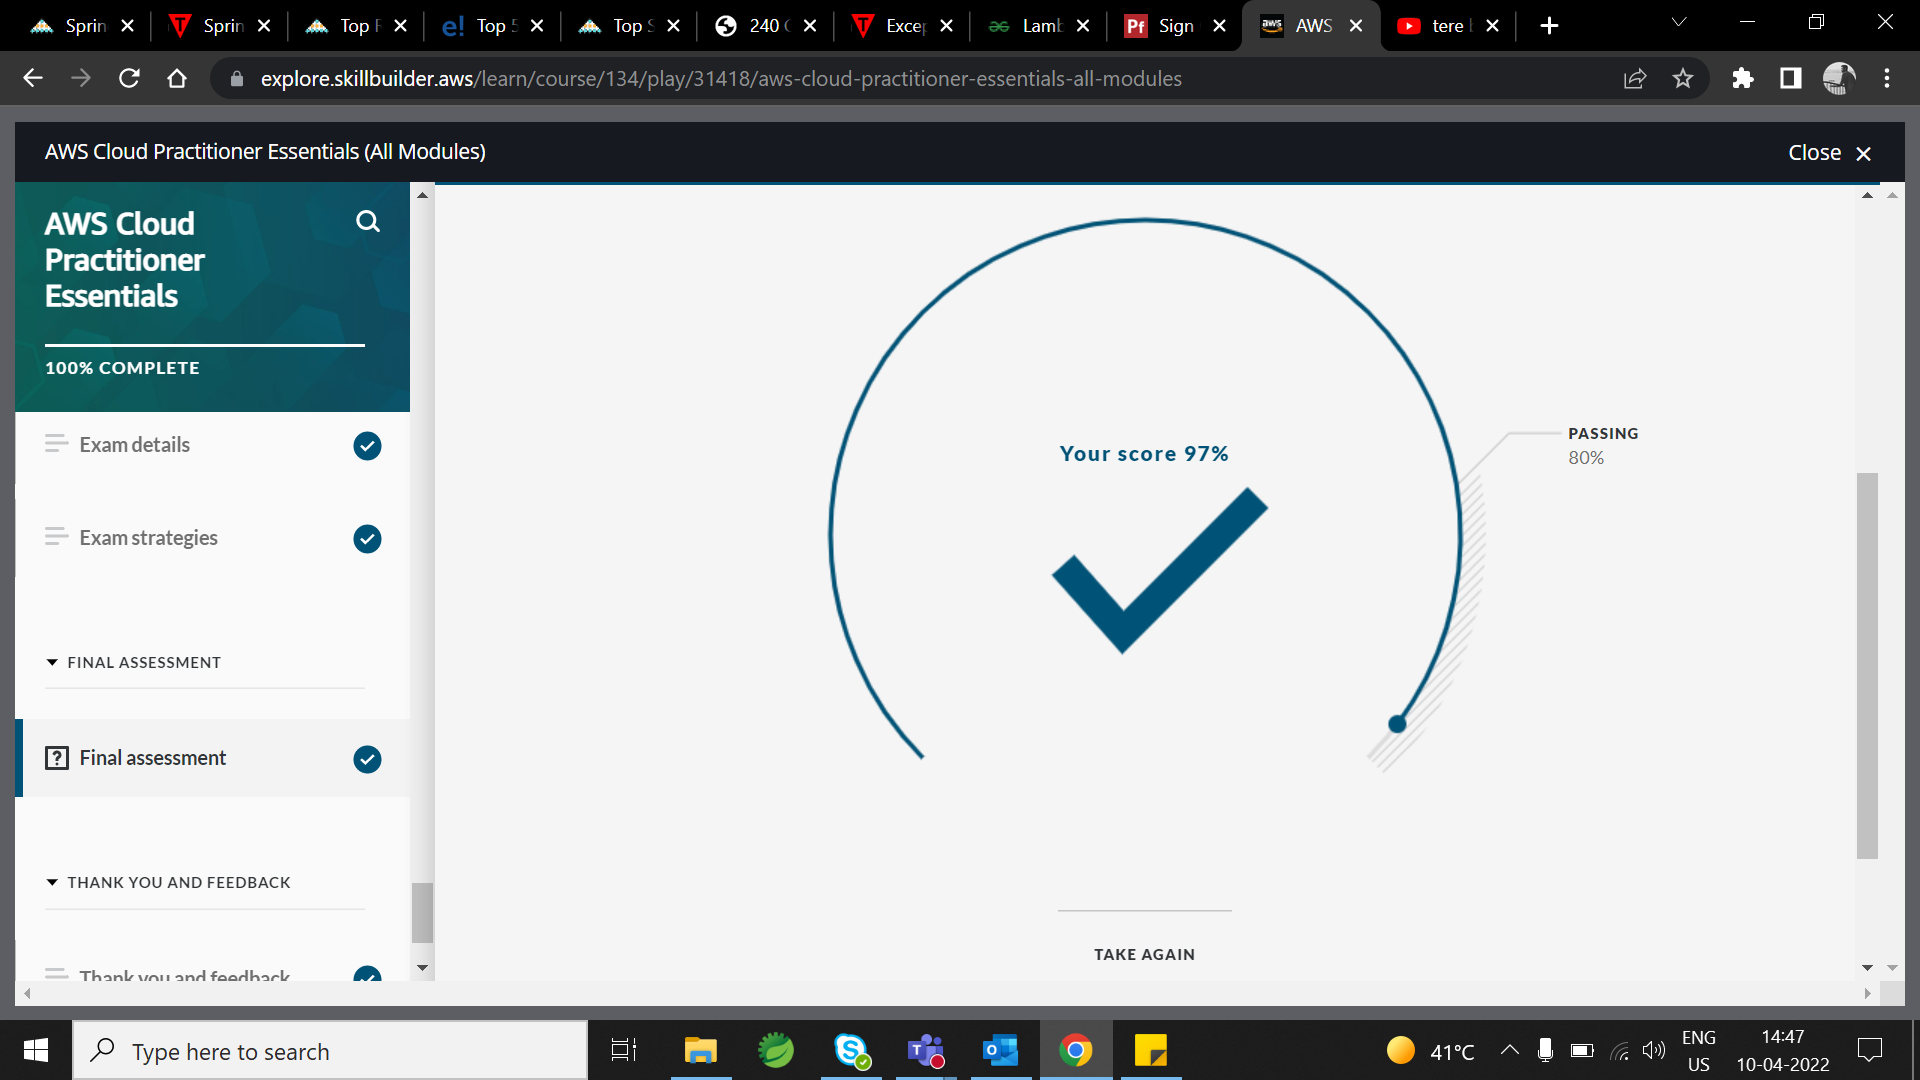 Sprin
Sprin
Top F
Top 5
Top S
240 (
Excep
Lamb
Sign
AWS
tere
explore.skillbuilder.aws/learn/course/134/play/31418/aws-cloud-practitioner-essentials-all-modules
AWS Cloud Practitioner Essentials (All Modules)
Close
AWS Cloud
Practitioner
Essentials
100% COMPLETE
Exam details
Exam strategies
FINAL ASSESSMENT
Final assessment
THANK YOU AND FEEDBACK
Thank you and feedback
Your score 97%
PASSING
80%
TAKE AGAIN
Type here to search
41°C
ENG
US
14:47
10-04-2022